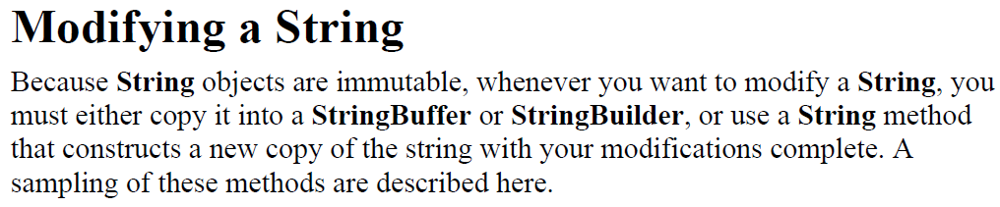 Modifying a String
Because String objects are immutable, whenever you want to modify a String, you
must either copy it into a StringBuffer or StringBuilder, or use a String method
that constructs a new copy of the string with your modifications complete. A
sampling of these methods are described here.